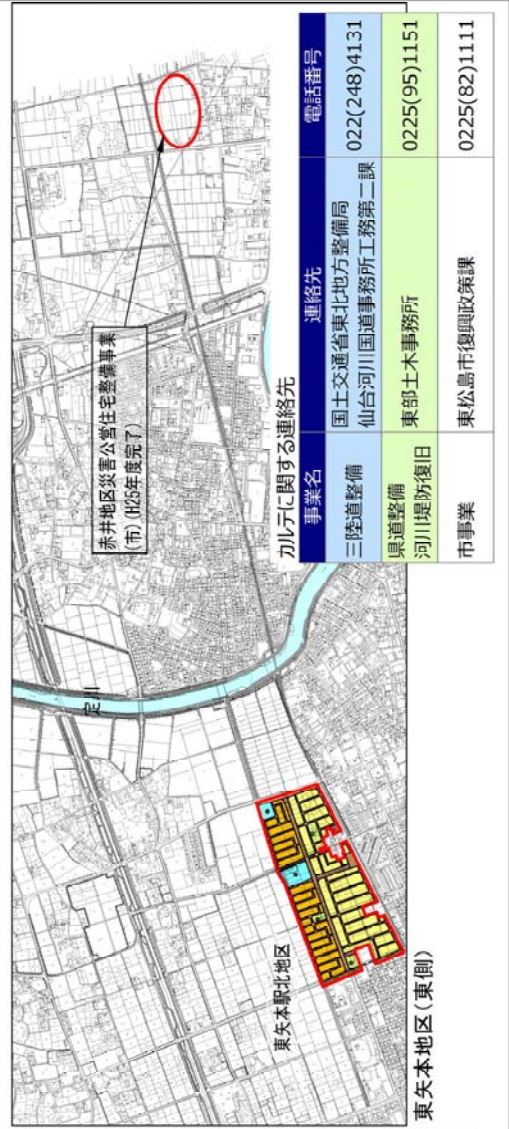 赤井地区災害公営住宅整備事業
(市)(H25年度完了)
定川
東矢本駅北地区
カルテに関する連絡先
事業名 連絡先 電話番号
三陸道整備 国土交通省東北地方整備局
仙台河川国道事務所工務第二課 022(248)4131
県道整備
河川堤防復旧 東部土木事務所 0225(95)1151
市事業 東松島市復興政策課 0225(82)1111
東矢本地区(東側)